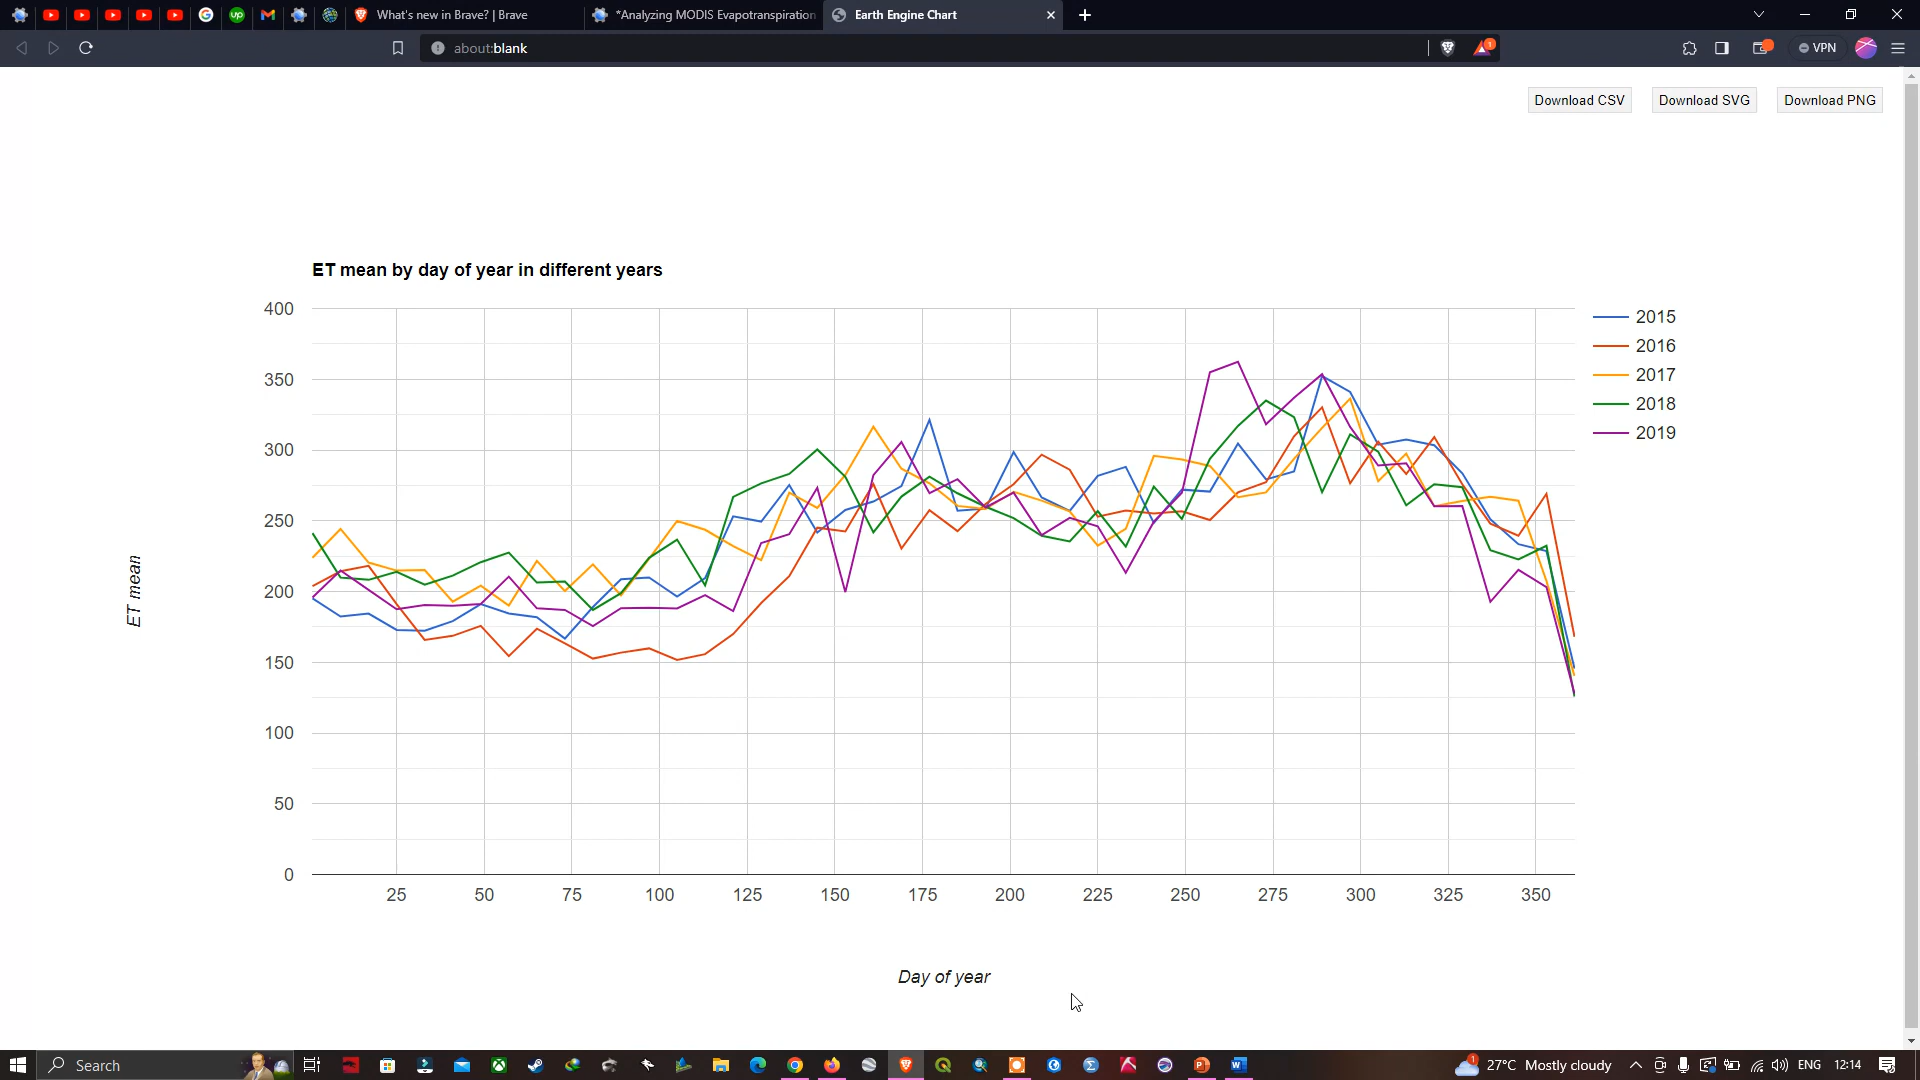 What's new in Brave? | Brave
*Analyzing MODIS Evapotranspiration
Earth Engine Chart
about:blank
1
VPN
Download CSV
Download SVG
Download PNG
ET mean by day of year in different years
400
350
300
250
200
150
100
50
0
ET mean
25 50 75 100 125 150 175 200 225 250 275 300 325 350
Day of year
2015
2016
2017
2018
2019
Search
1
27°C Mostly cloudy
ENG
12:14